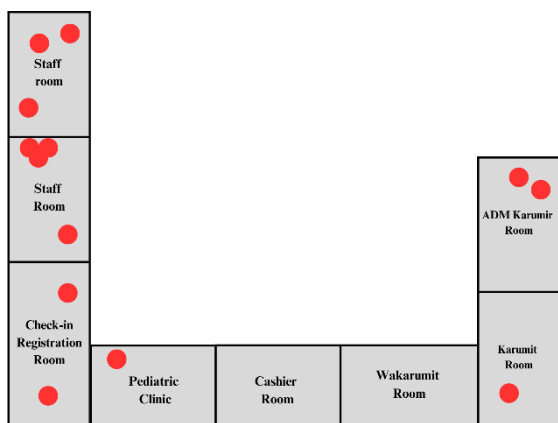 Staff
room
Staff
Room
Check-in
Registration
Room
Pediatric
Clinic
Cashier
Room
Wakarumit
Room
ADM Karumir
Room
Karumit
Room